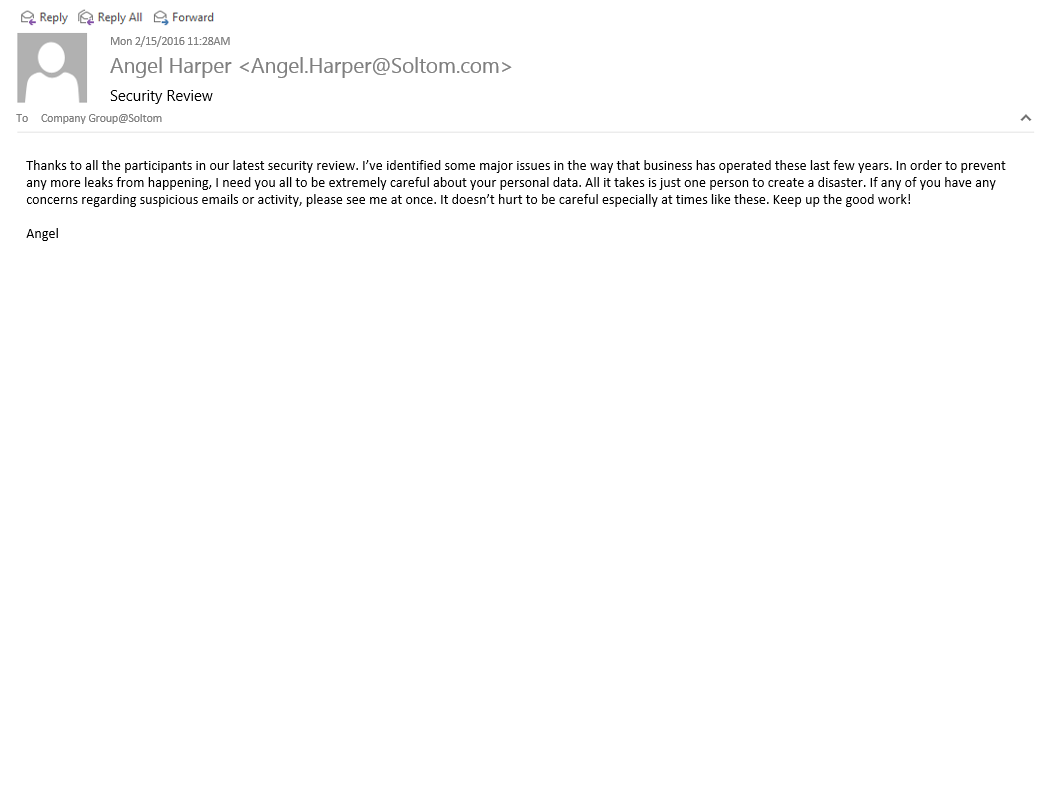 Reply Reply All Forward
Mon 2/15/2016 11:28AM
Angel Harper <Angel.Harper@Soltom.com>
Security Review
To Company Group@Soltom
Thanks to all the participants in our latest security review. I’ve identified some major issues in the way that business has operated these last few years. In order to prevent
any more leaks from happening, I need you all to be extremely careful about your personal data. All it takes is just one person to create a disaster. If any of you have any
concerns regarding suspicious emails or activity, please see me at once. It doesn’t hurt to be careful especially at times like these. Keep up the good work!
Angel